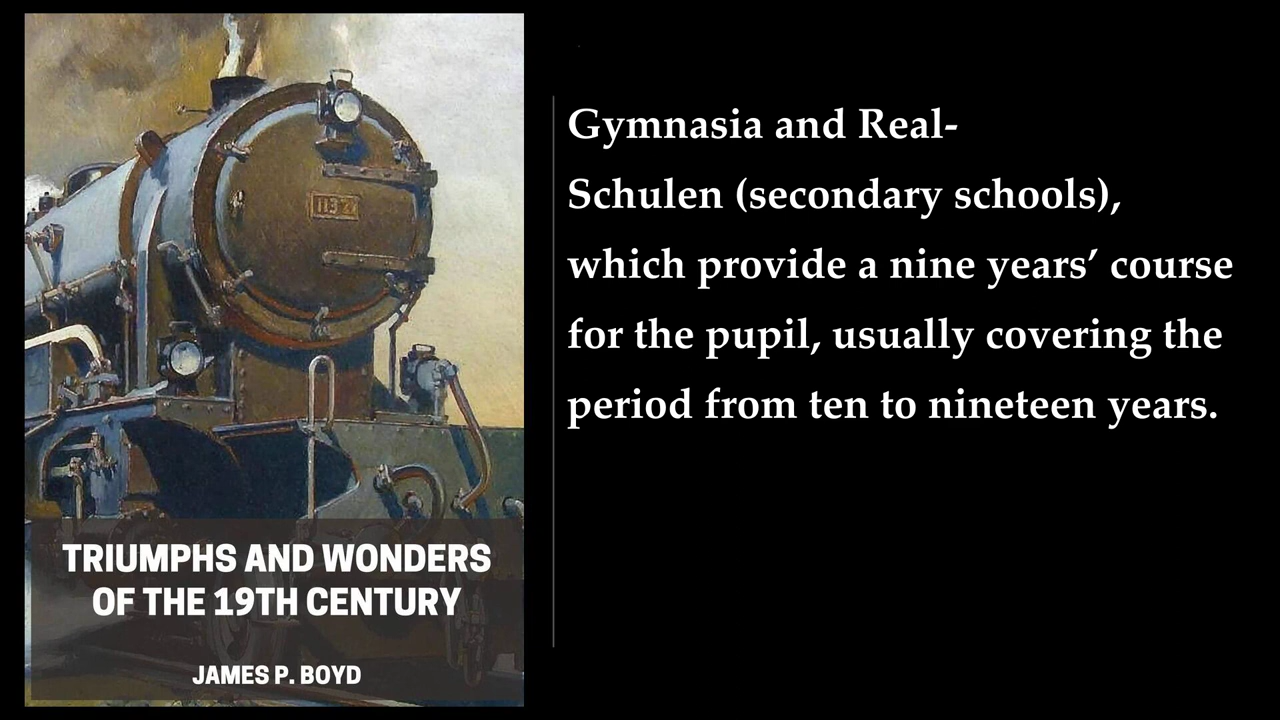 Gymnasia and Real-
Schulen (secondary schools),
which provide a nine years’ course
for the pupil, usually covering the
period from ten to nineteen years.
TRIUMPHS AND WONDERS
OF THE 19TH CENTURY
JAMES P. BOYD